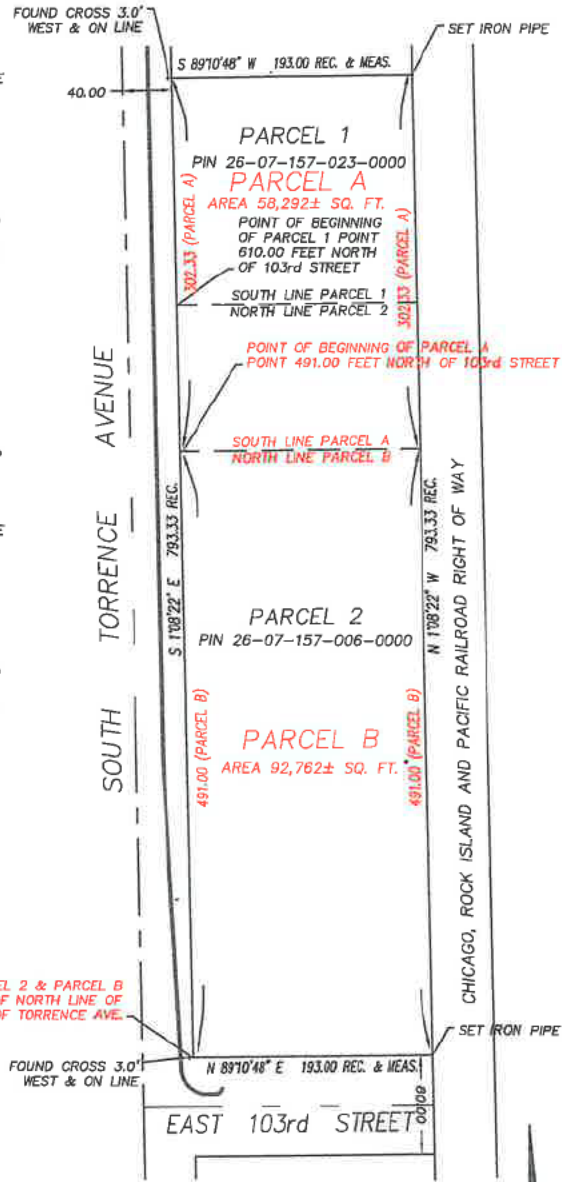 FOUND CROSS 3.0'
WEST & ON LINE
SET IRON PIPE
S 89°10'48" W 193.00 REC. & MEAS.
40.00
PARCEL 1
PIN 26-07-157-023-0000
PARCEL A
AREA 58,292± SQ. FT.
302.33 (PARCEL A)
302.33 (PARCEL A)
POINT OF BEGINNING
OF PARCEL 1 POINT
610.00 FEET NORTH
OF 103rd STREET
SOUTH LINE PARCEL 1
NORTH LINE PARCEL 2
POINT OF BEGINNING OF PARCEL A
POINT 491.00 FEET NORTH OF 103rd STREET
SOUTH LINE PARCEL A
NORTH LINE PARCEL B
SOUTH TORRENCE AVENUE
S 1°08'22" E 793.33 REC.
N 1°08'22" W 793.33 REC.
CHICAGO, ROCK ISLAND AND PACIFIC RAILROAD RIGHT OF WAY
PARCEL 2
PIN 26-07-157-006-0000
PARCEL B
AREA 92,762± SQ. FT.
491.00 (PARCEL B)
491.00 (PARCEL B)
EL 2 & PARCEL B
OF NORTH LINE OF
OF TORRENCE AVE.
SET IRON PIPE
FOUND CROSS 3.0'
WEST & ON LINE
N 89°10'48" E 193.00 REC. & MEAS.
60.00
EAST 103rd STREET